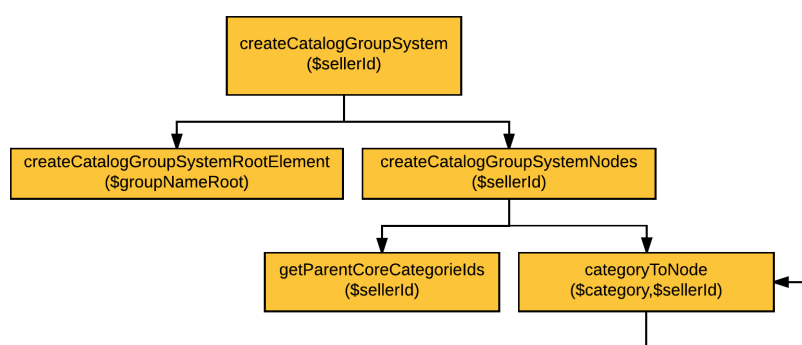 createCatalogGroupSystem
($sellerId)
createCatalogGroupSystemRootElement
($groupNameRoot)
createCatalogGroupSystemNodes
($sellerId)
getParentCoreCategorieIds
($sellerId)
categoryToNode
($category,$sellerId)